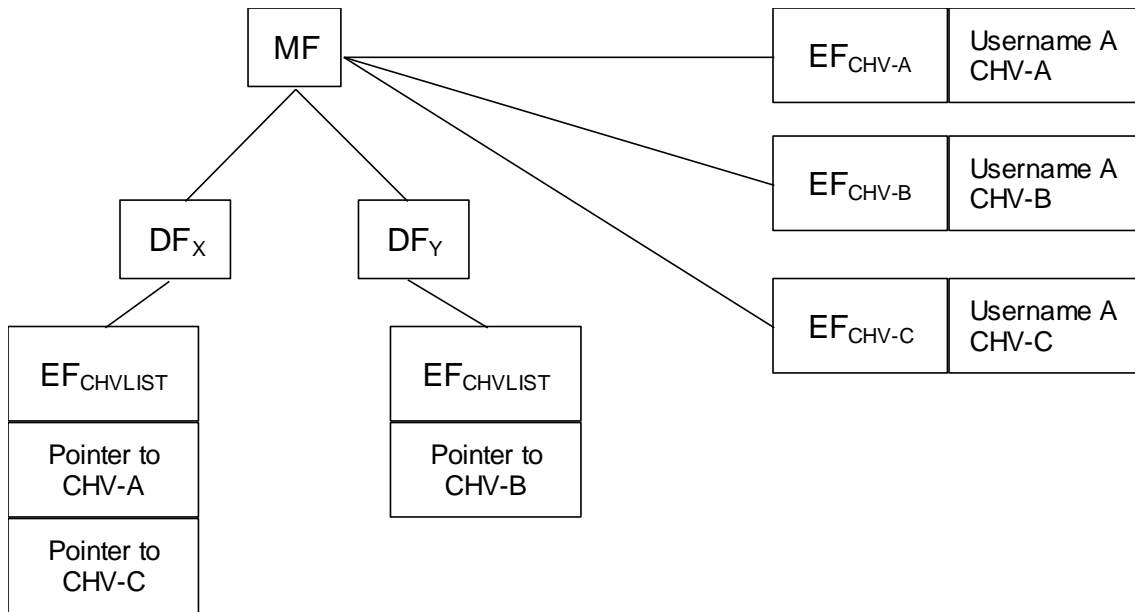 MF
EFCHV-A
Username A
CHV-A
EFCHV-B
Username A
CHV-B
DFX
DFY
EFCHV-C
Username A
CHV-C
EFCHVLIST
EFCHVLIST
Pointer to
CHV-A
Pointer to
CHV-B
Pointer to
CHV-C